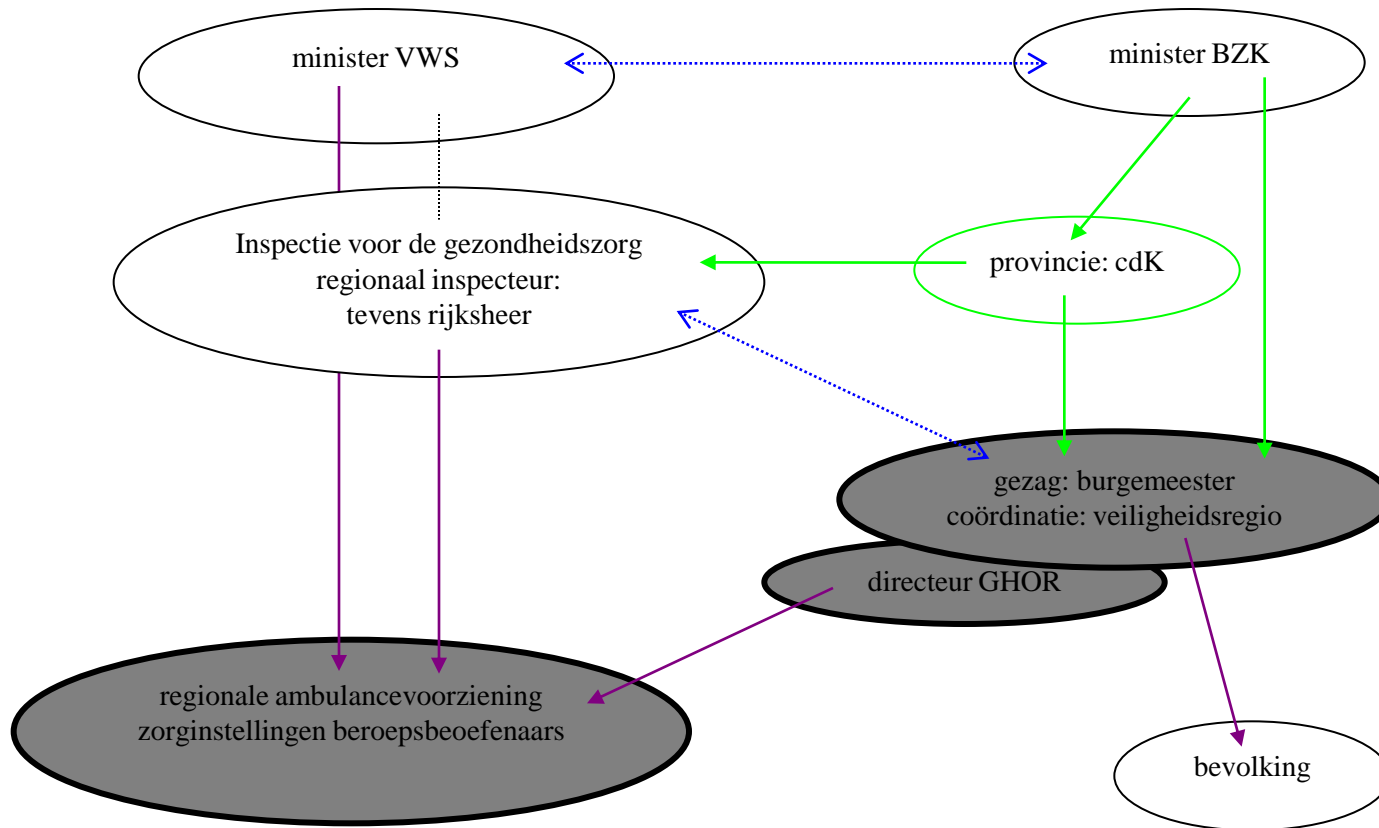 minister VWS
minister BZK
Inspectie voor de gezondheidszorg
regionaal inspecteur:
tevens rijksheer
provincie: cdK
gezag: burgemeester
coördinatie: veiligheidsregio
directeur GHOR
regionale ambulancevoorziening
zorginstellingen beroepsbeoefenaars
bevolking